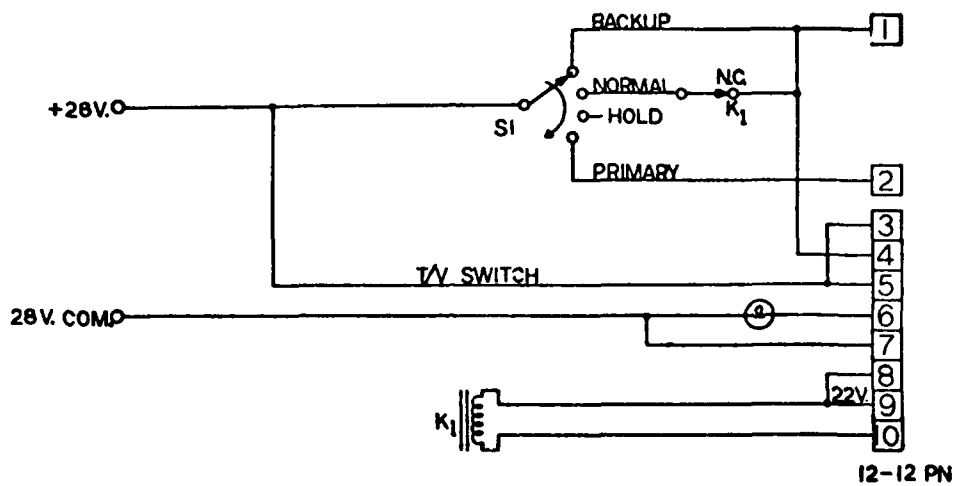 BACKUP
1
+28V.
NORMAL
N.C.
K1
S1
HOLD
PRIMARY
2
3
4
T/V SWITCH
5
28V. COM.
6
7
8
22V.
9
K1
10
12-12 PN